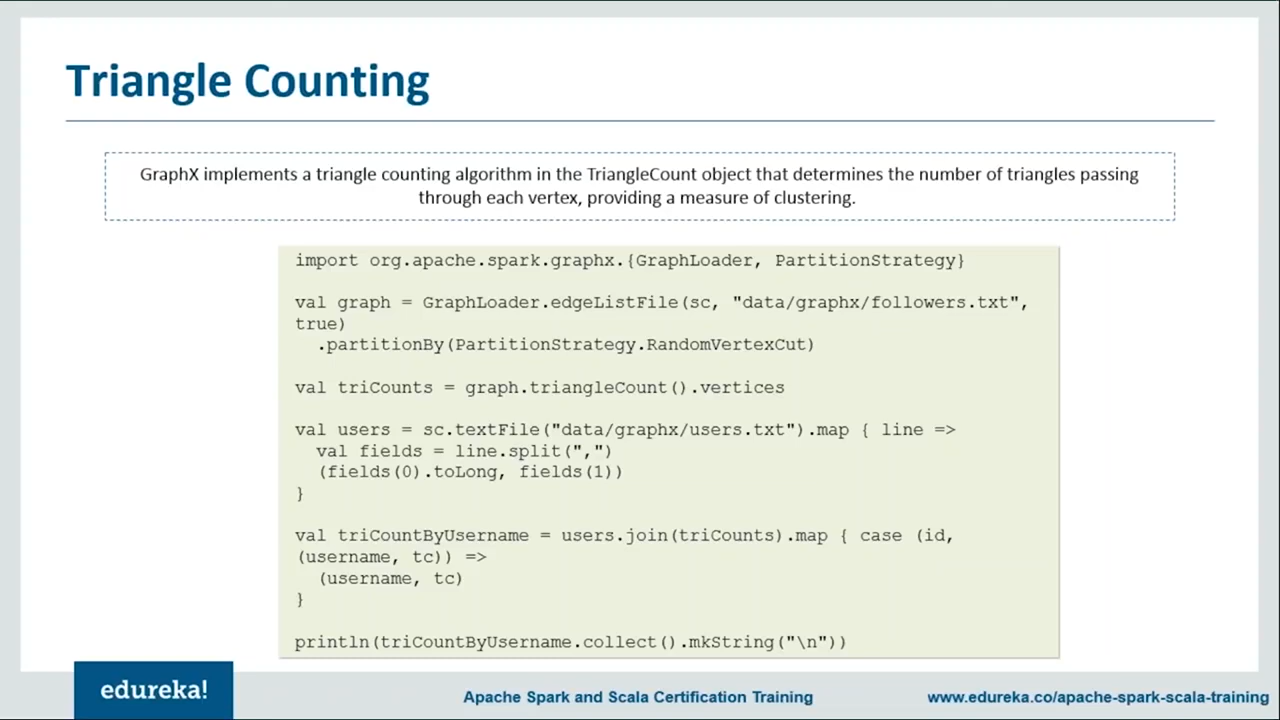 Triangle Counting
GraphX implements a triangle counting algorithm in the TriangleCount object that determines the number of triangles passing
through each vertex, providing a measure of clustering.
import org.apache.spark.graphx.{GraphLoader, PartitionStrategy}
val graph = GraphLoader.edgeListFile(sc, "data/graphx/followers.txt",
true)
  .partitionBy(PartitionStrategy.RandomVertexCut)
val triCounts = graph.triangleCount().vertices
val users = sc.textFile("data/graphx/users.txt").map { line =>
  val fields = line.split(",")
  (fields(0).toLong, fields(1))
}
val triCountByUsername = users.join(triCounts).map { case (id,
(username, tc)) =>
  (username, tc)
}
println(triCountByUsername.collect().mkString("\n"))
edureka!
Apache Spark and Scala Certification Training
www.edureka.co/apache-spark-scala-training